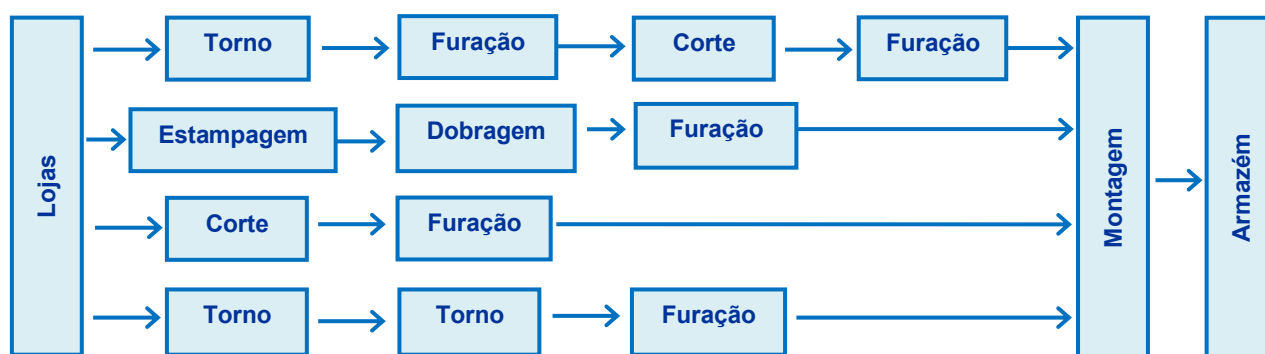 Lojas
Torno
Furação
Corte
Furação
Estampagem
Dobragem
Furação
Corte
Furação
Torno
Torno
Furação
Montagem
Armazém